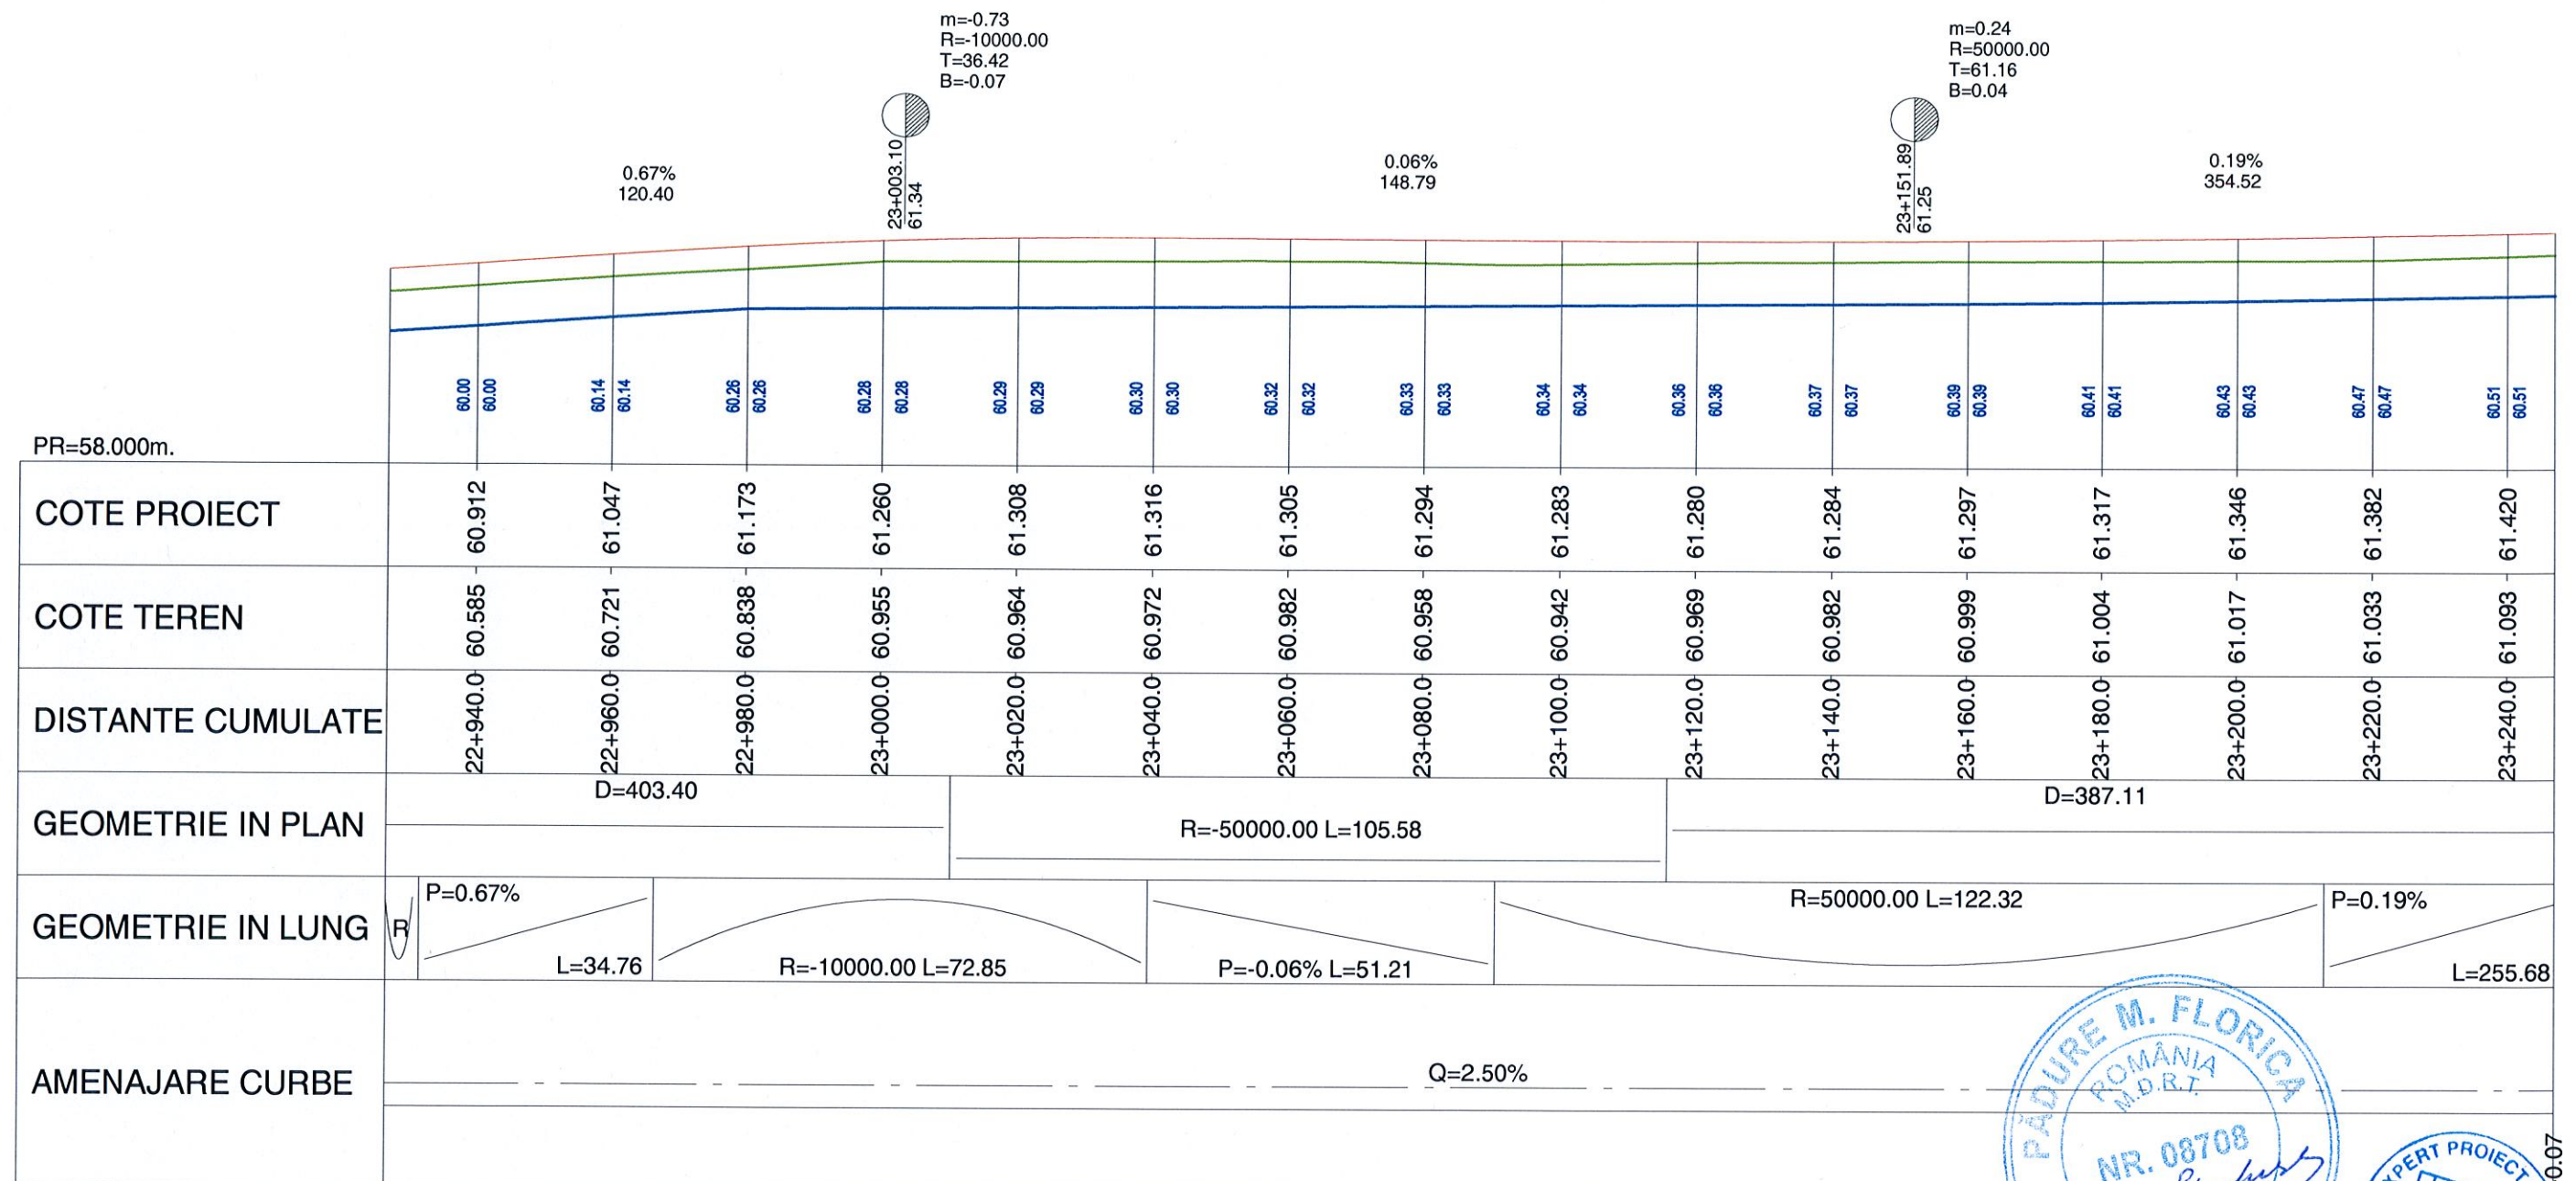 m=-0.73
R=-10000.00
T=36.42
B=-0.07
m=0.24
R=50000.00
T=61.16
B=0.04
23+003.10
61.34
23+151.89
61.25
0.67%
120.40
0.06%
148.79
0.19%
354.52
60.00 60.00 60.14 60.14 60.26 60.26 60.28 60.28 60.29 60.29 60.30 60.30 60.32 60.32 60.33 60.33 60.34 60.34 60.36 60.36 60.37 60.37 60.39 60.39 60.41 60.41 60.43 60.43 60.47 60.47 60.51 60.51
PR=58.000m.
COTE PROIECT 60.912 61.047 61.173 61.260 61.308 61.316 61.305 61.294 61.283 61.280 61.284 61.297 61.317 61.346 61.382 61.420
COTE TEREN 60.585 60.721 60.838 60.955 60.964 60.972 60.982 60.958 60.942 60.969 60.982 60.999 61.004 61.017 61.033 61.093
DISTANTE CUMULATE 22+940.0 22+960.0 22+980.0 23+000.0 23+020.0 23+040.0 23+060.0 23+080.0 23+100.0 23+120.0 23+140.0 23+160.0 23+180.0 23+200.0 23+220.0 23+240.0
GEOMETRIE IN PLAN
D=403.40
R=-50000.00 L=105.58
D=387.11
GEOMETRIE IN LUNG
R
P=0.67%
L=34.76
R=-10000.00 L=72.85
P=-0.06% L=51.21
R=50000.00 L=122.32
P=0.19%
L=255.68
AMENAJARE CURBE
Q=2.50%
PĂDURE M. FLORICA
ROMÂNIA
M.D.R.T.
NR. 08708
PROIECT
0.07